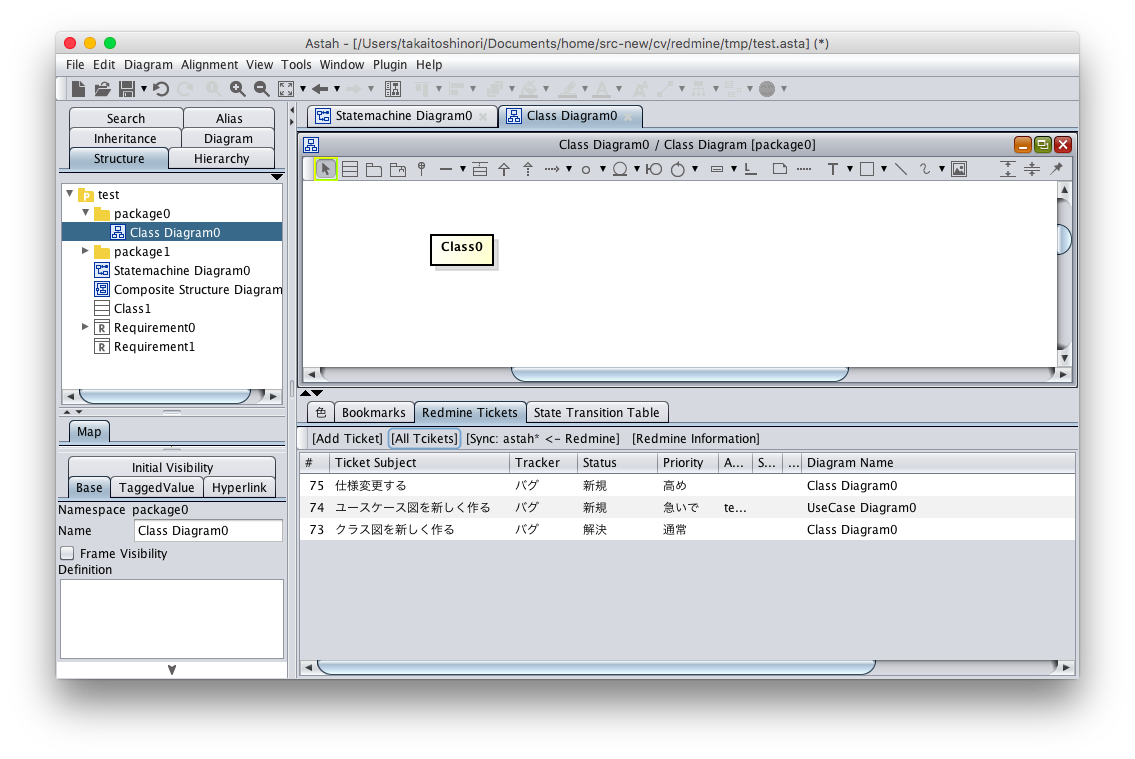 Astah - [/Users/takaitoshinori/Documents/home/src-new/cv/redmine/tmp/test.asta] (*)
File Edit Diagram Alignment View Tools Window Plugin Help
Search Alias
Inheritance Diagram
Structure Hierarchy
test
package0
Class Diagram0
package1
Statemachine Diagram0
Composite Structure Diagram
Class1
R Requirement0
R Requirement1
Map
Initial Visibility
Base TaggedValue Hyperlink
Namespace package0
Name Class Diagram0
Frame Visibility
Definition
Statemachine Diagram0 Class Diagram0
Class Diagram0 / Class Diagram [package0]
Class0
色 Bookmarks Redmine Tickets State Transition Table
[Add Ticket] [All Tcikets] [Sync: astah* <- Redmine] [Redmine Information]
# Ticket Subject Tracker Status Priority A... S... ... Diagram Name
75 仕様変更する バグ 新規 高め Class Diagram0
74 ユースケース図を新しく作る バグ 新規 急いで te... UseCase Diagram0
73 クラス図を新しく作る バグ 解決 通常 Class Diagram0